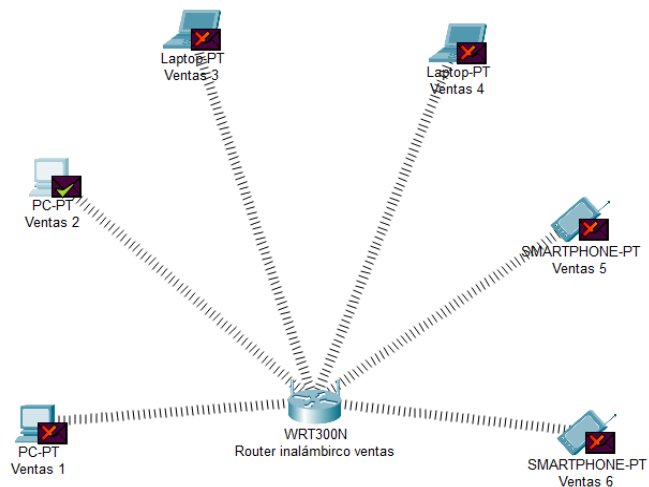 Laptop-PT
Ventas 3
Laptop-PT
Ventas 4
PC-PT
Ventas 2
SMARTPHONE-PT
Ventas 5
WRT300N
Router inalámbirco ventas
PC-PT
Ventas 1
SMARTPHONE-PT
Ventas 6